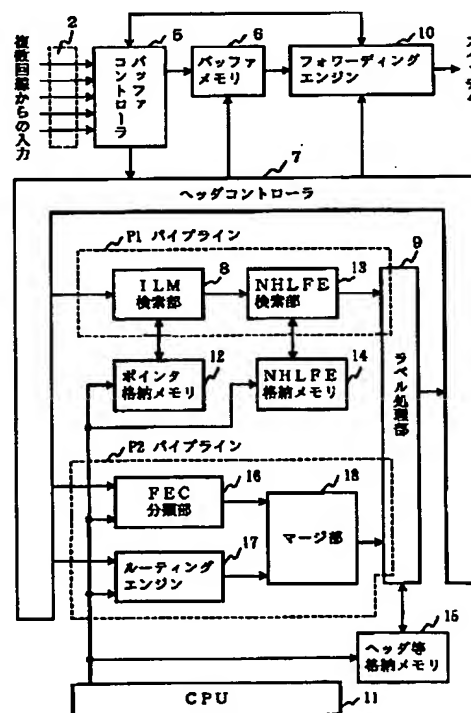 2
5
6
10
複数回線からの入力
バッファコントローラ
バッファメモリ
フォワーディングエンジン
7
ヘッダコントローラ
P1 パイプライン
9
8
13
ILM
検索部
NHLFE
検索部
12
14
ポインタ
格納メモリ
NHLFE
格納メモリ
ラベル処理部
P2 パイプライン
16
18
FEC
分類部
マージ部
17
ルーティング
エンジン
15
ヘッダ等
格納メモリ
CPU
11